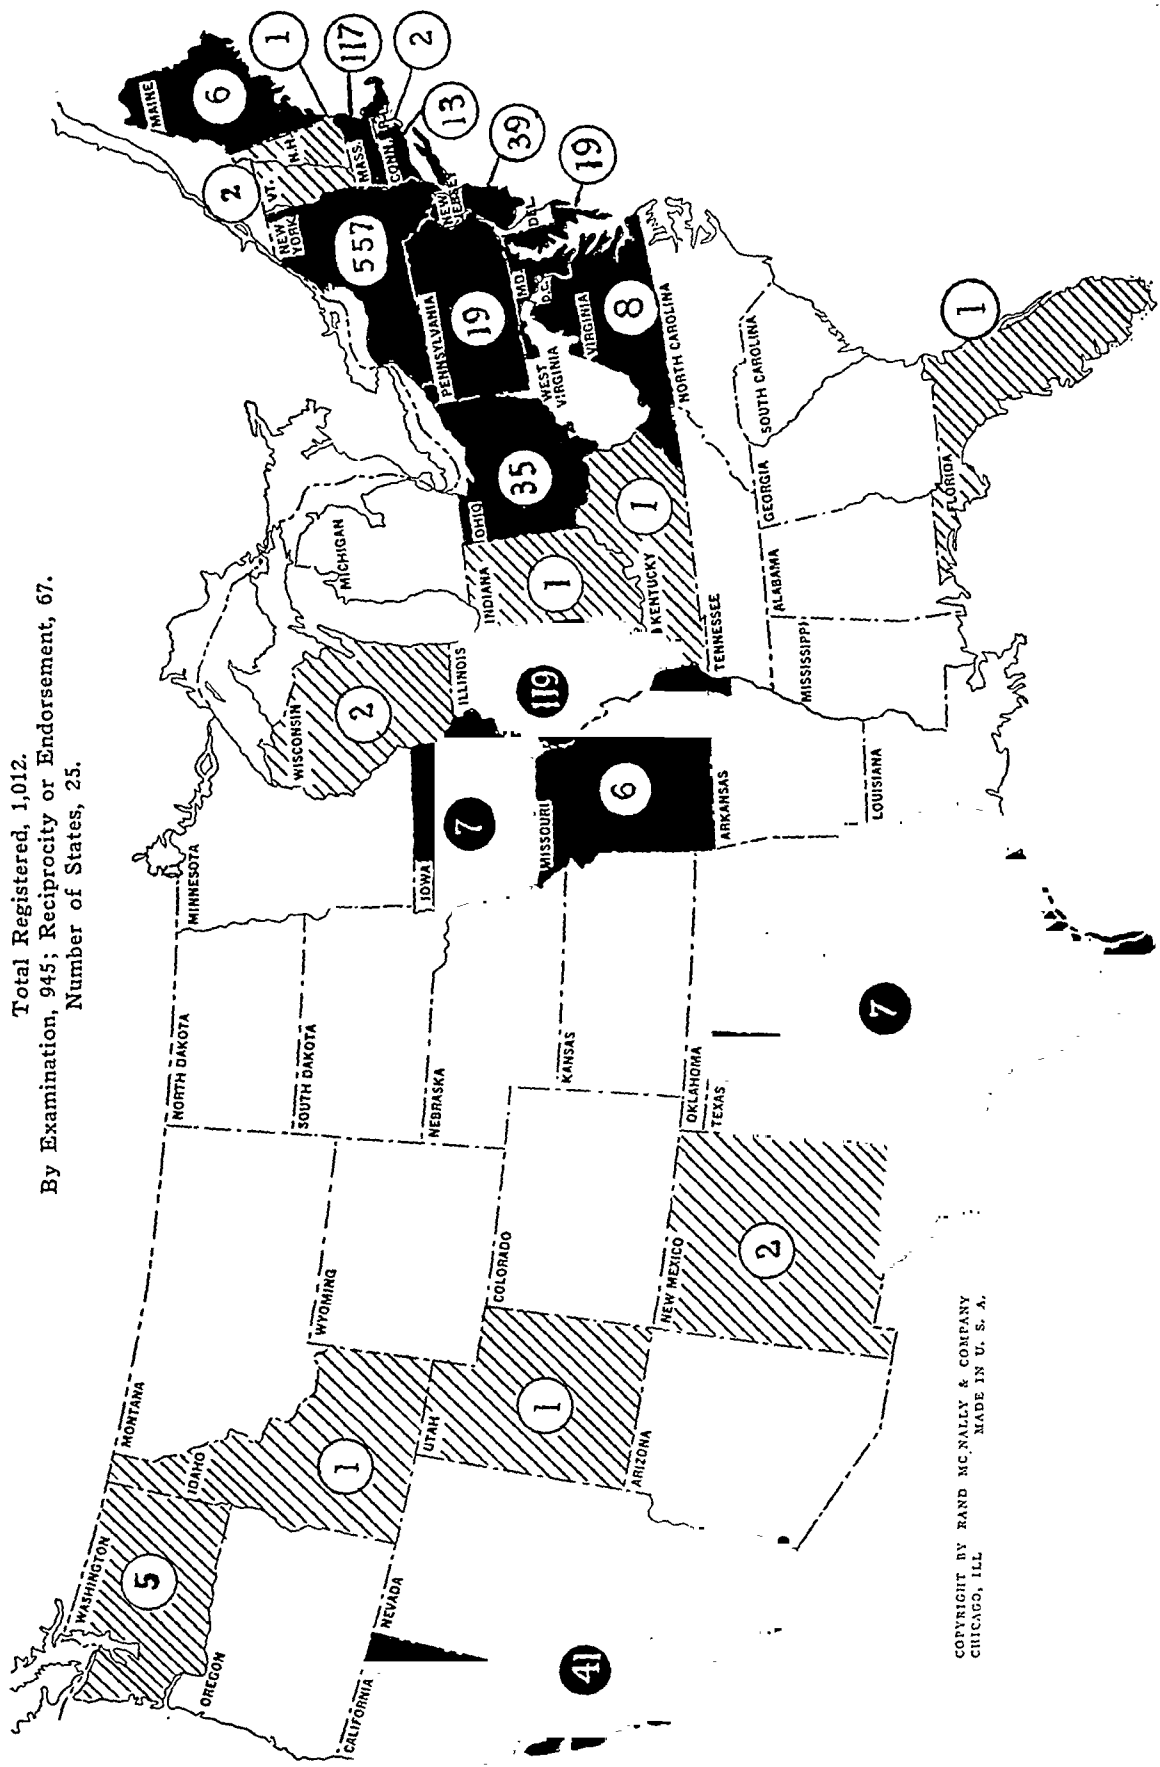 Total Registered, 1,012.
By Examination, 945; Reciprocity or Endorsement, 67.
Number of States, 25.
WASHINGTON
5
OREGON
CALIFORNIA
41
NEVADA
IDAHO
1
MONTANA
WYOMING
UTAH
1
ARIZONA
COLORADO
NEW MEXICO
2
NORTH DAKOTA
SOUTH DAKOTA
NEBRASKA
KANSAS
OKLAHOMA
TEXAS
7
MINNESOTA
IOWA
7
MISSOURI
6
ARKANSAS
LOUISIANA
WISCONSIN
2
ILLINOIS
119
MICHIGAN
INDIANA
1
OHIO
35
KENTUCKY
1
TENNESSEE
MISSISSIPPI
ALABAMA
GEORGIA
FLORIDA
1
SOUTH CAROLINA
NORTH CAROLINA
VIRGINIA
8
WEST
VIRGINIA
PENNSYLVANIA
19
MD.
D.C.
DEL.
19
NEW
JERSEY
39
NEW
YORK
557
VT.
2
N.H.
1
MAINE
6
MASS.
117
R.I.
2
CONN.
13
COPYRIGHT BY RAND MCNALLY & COMPANY
CHICAGO, ILL MADE IN U. S. A.